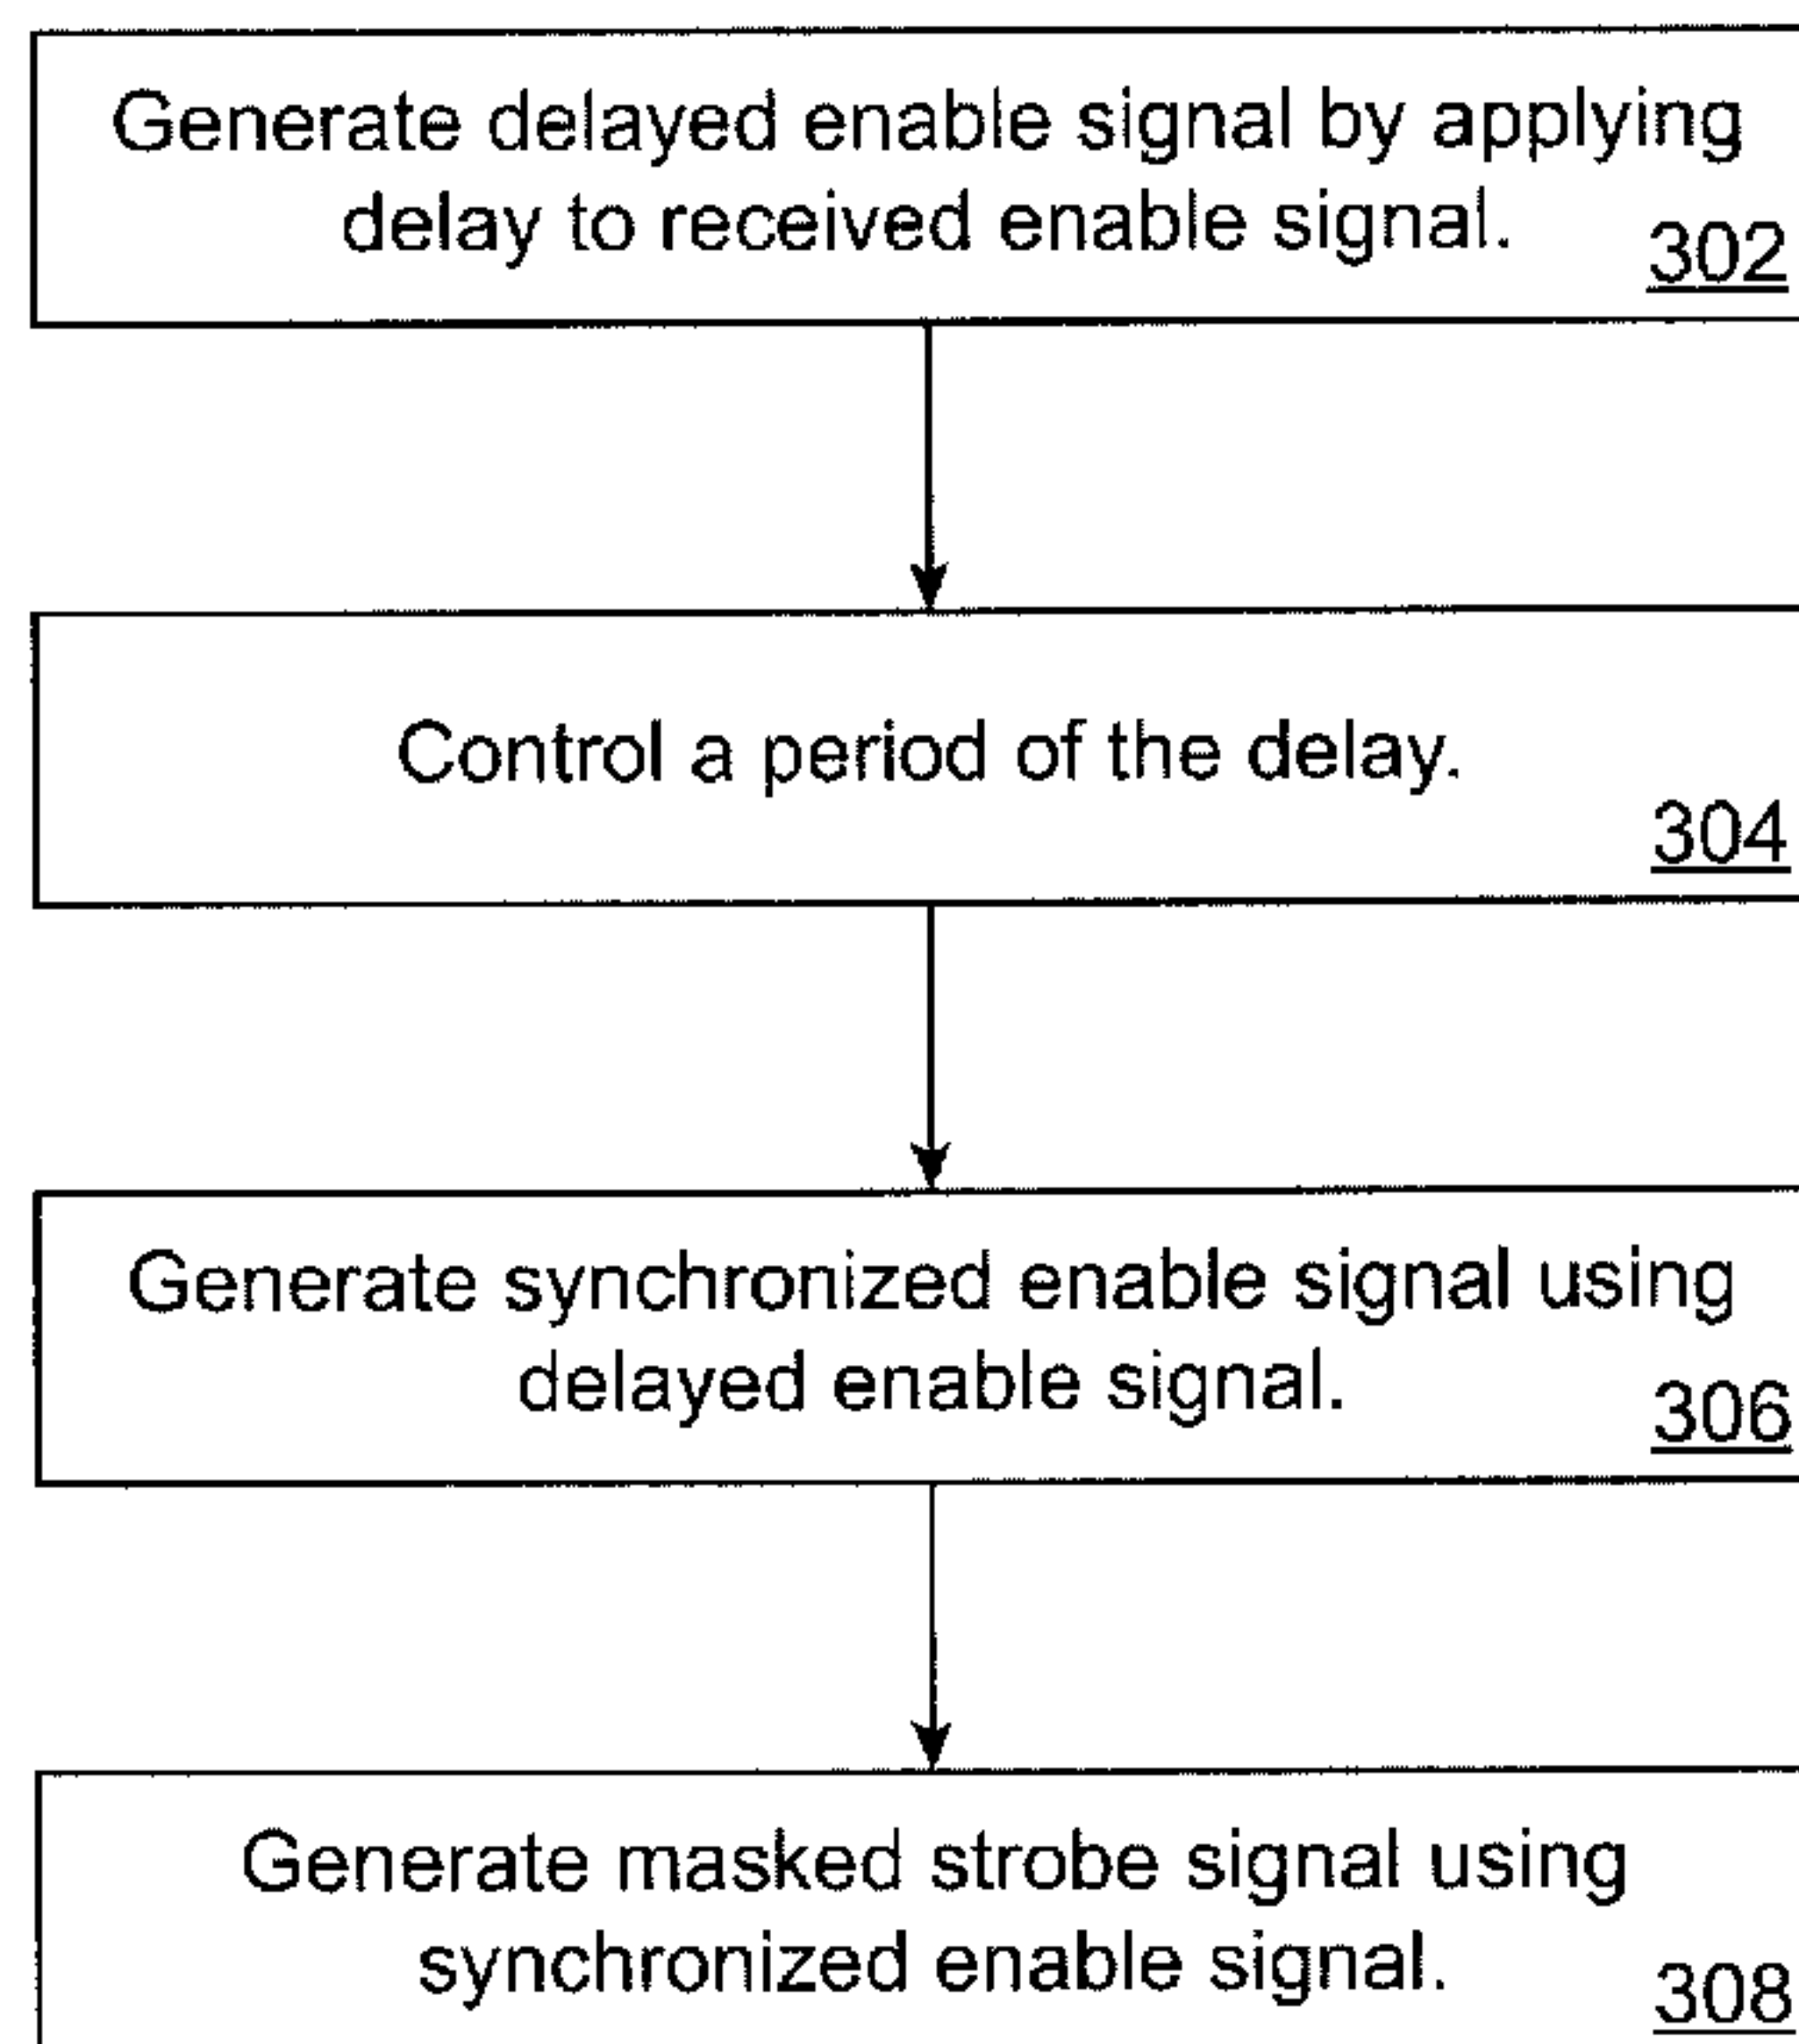 Generate delayed enable signal by applying
delay to received enable signal.
302
Control a period of the delay.
304
Generate synchronized enable signal using
delayed enable signal.
306
Generate masked strobe signal using
synchronized enable signal.
308